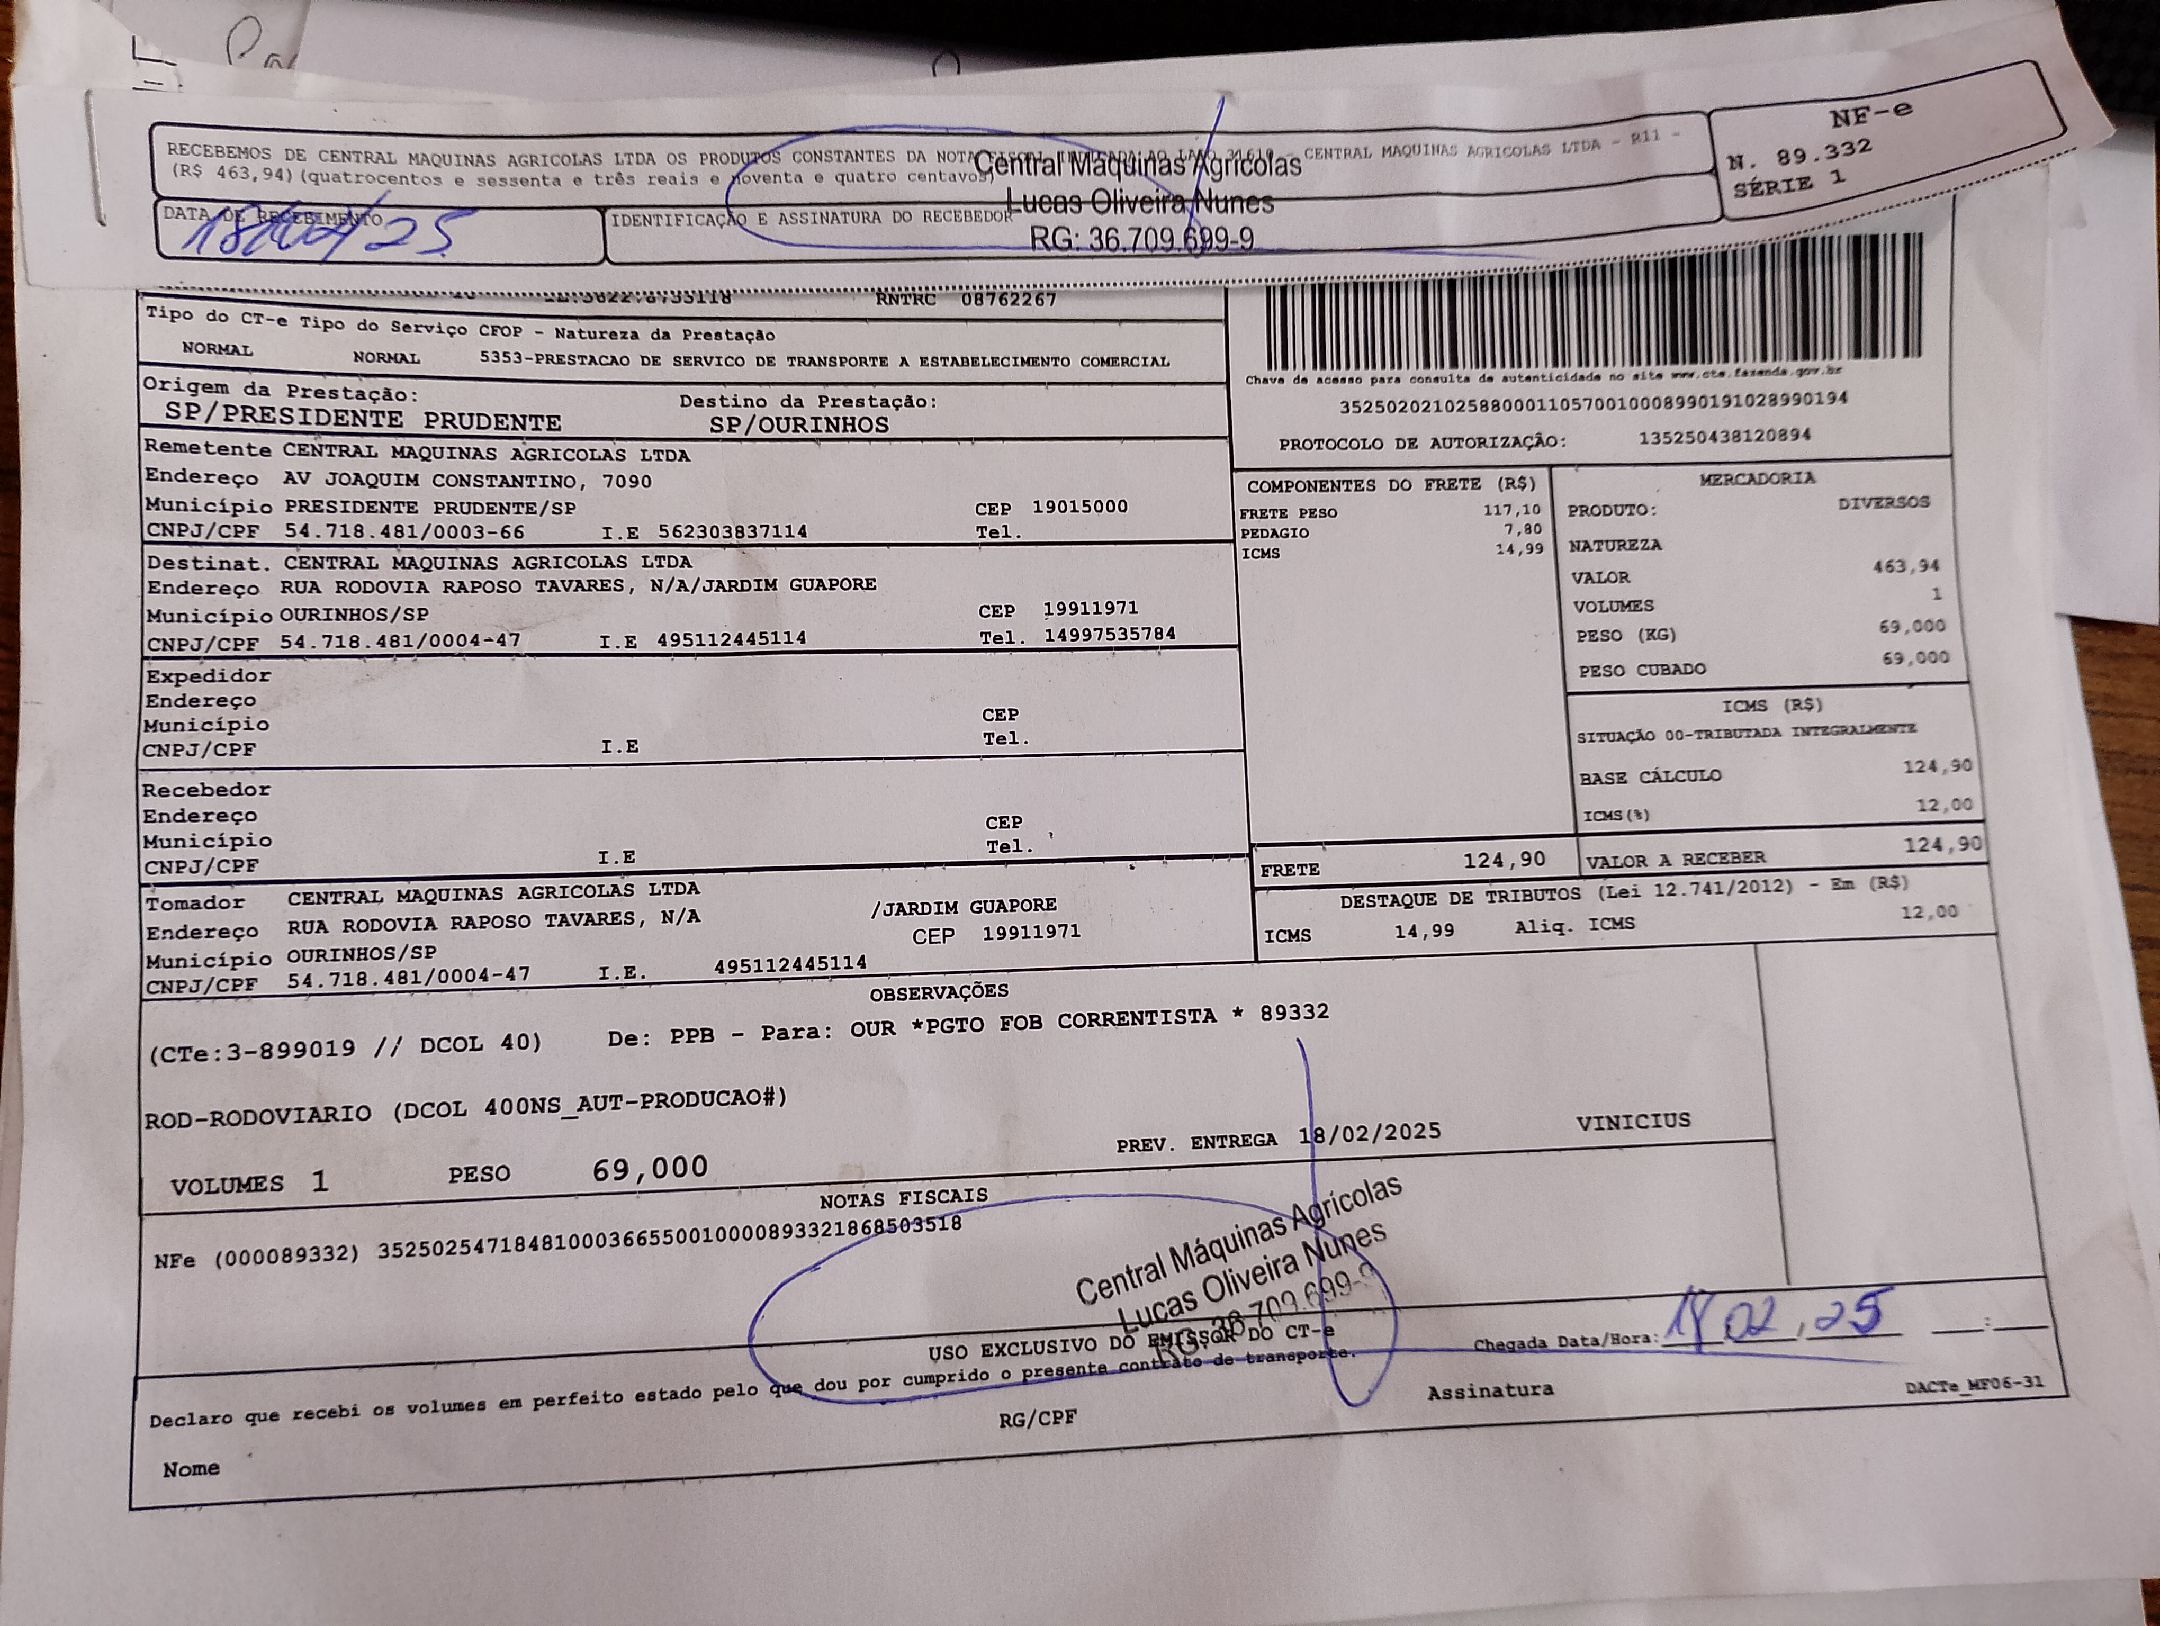 RECEBEMOS DE CENTRAL MAQUINAS AGRICOLAS LTDA OS PRODUTOS CONSTANTES DA NOTA - CENTRAL MAQUINAS AGRICOLAS LTDA - R11 -
(R$ 463,94) (quatrocentos e sessenta e três reais e noventa e quatro centavos)
NF-e
N. 89.332
SÉRIE 1
DATA DE RECEBIMENTO
IDENTIFICAÇÃO E ASSINATURA DO RECEBEDOR
Central Máquinas Agrícolas
Lucas Oliveira Nunes
RG: 36.709.699-9
RNTRC 08762267
Tipo do CT-e Tipo do Serviço CFOP - Natureza da Prestação
NORMAL NORMAL 5353-PRESTACAO DE SERVICO DE TRANSPORTE A ESTABELECIMENTO COMERCIAL
Origem da Prestação: Destino da Prestação:
SP/PRESIDENTE PRUDENTE SP/OURINHOS
Remetente CENTRAL MAQUINAS AGRICOLAS LTDA
Endereço AV JOAQUIM CONSTANTINO, 7090
Município PRESIDENTE PRUDENTE/SP CEP 19015000
CNPJ/CPF 54.718.481/0003-66 I.E 562303837114 Tel.
Destinat. CENTRAL MAQUINAS AGRICOLAS LTDA
Endereço RUA RODOVIA RAPOSO TAVARES, N/A/JARDIM GUAPORE
Município OURINHOS/SP CEP 19911971
CNPJ/CPF 54.718.481/0004-47 I.E 495112445114 Tel. 14997535784
Expedidor
Endereço
Município CEP
CNPJ/CPF I.E Tel.
Recebedor
Endereço
Município CEP
CNPJ/CPF I.E Tel.
Tomador CENTRAL MAQUINAS AGRICOLAS LTDA
Endereço RUA RODOVIA RAPOSO TAVARES, N/A /JARDIM GUAPORE
Município OURINHOS/SP CEP 19911971
CNPJ/CPF 54.718.481/0004-47 I.E. 495112445114
Chave de acesso para consulta de autenticidade no site www.cte.fazenda.gov.br
35250202102588000110570010008990191028990194
PROTOCOLO DE AUTORIZAÇÃO: 135250438120894
COMPONENTES DO FRETE (R$)
FRETE PESO 117,10
PEDAGIO 7,80
ICMS 14,99
MERCADORIA
PRODUTO: DIVERSOS
NATUREZA
VALOR 463,94
VOLUMES 1
PESO (KG) 69,000
PESO CUBADO 69,000
ICMS (R$)
SITUAÇÃO 00-TRIBUTADA INTEGRALMENTE
BASE CÁLCULO 124,90
ICMS(%) 12,00
FRETE 124,90 VALOR A RECEBER 124,90
DESTAQUE DE TRIBUTOS (Lei 12.741/2012) - Em (R$)
ICMS 14,99 Aliq. ICMS 12,00
OBSERVAÇÕES
(CTe:3-899019 // DCOL 40) De: PPB - Para: OUR *PGTO FOB CORRENTISTA * 89332
ROD-RODOVIARIO (DCOL 400NS_AUT-PRODUCAO#)
PREV. ENTREGA 18/02/2025 VINICIUS
VOLUMES 1 PESO 69,000
NOTAS FISCAIS
NFe (000089332) 35250254718481000366550010000893321868503518
Central Máquinas Agrícolas
Lucas Oliveira Nunes
RG: 36.709.699-9
USO EXCLUSIVO DO EMISSOR DO CT-e
Chegada Data/Hora: 18 02, 25
Declaro que recebi os volumes em perfeito estado pelo que dou por cumprido o presente contrato de transporte.
Nome RG/CPF Assinatura DACTe_MF06-31